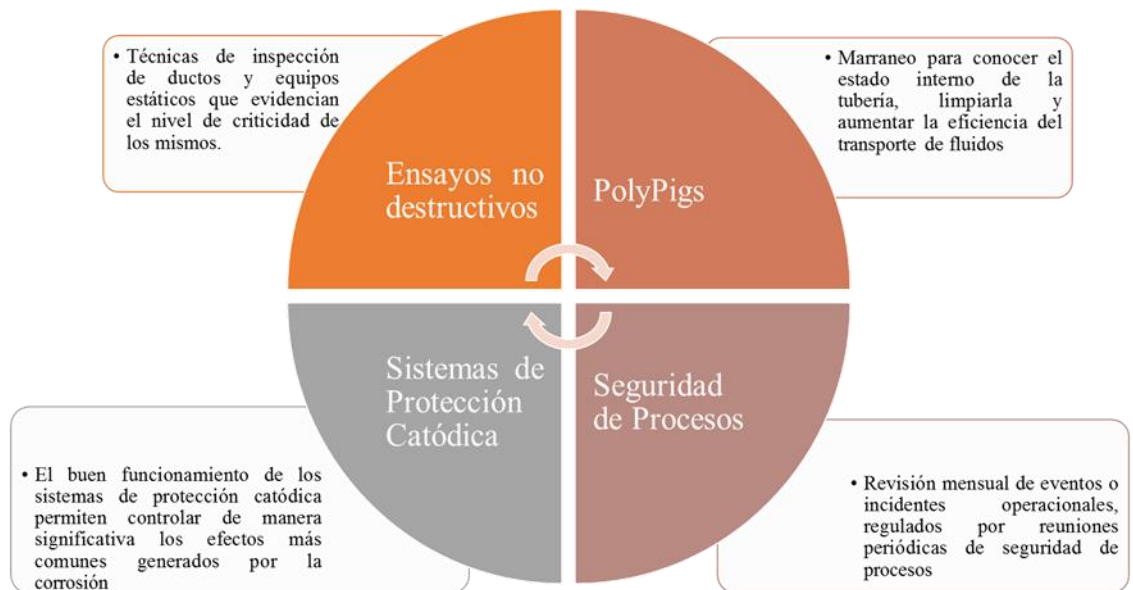 • Técnicas de inspección
de ductos y equipos
estáticos que evidencian
el nivel de criticidad de
los mismos.
Ensayos no
destructivos
• Marraneo para conocer el
estado interno de la
tubería, limpiarla y
aumentar la eficiencia del
transporte de fluidos
PolyPigs
Sistemas de
Protección
Catódica
• El buen funcionamiento de los
sistemas de protección catódica
permiten controlar de manera
significativa los efectos más
comunes generados por la
corrosión
Seguridad
de Procesos
• Revisión mensual de eventos o
incidentes operacionales,
regulados por reuniones
periódicas de seguridad de
procesos